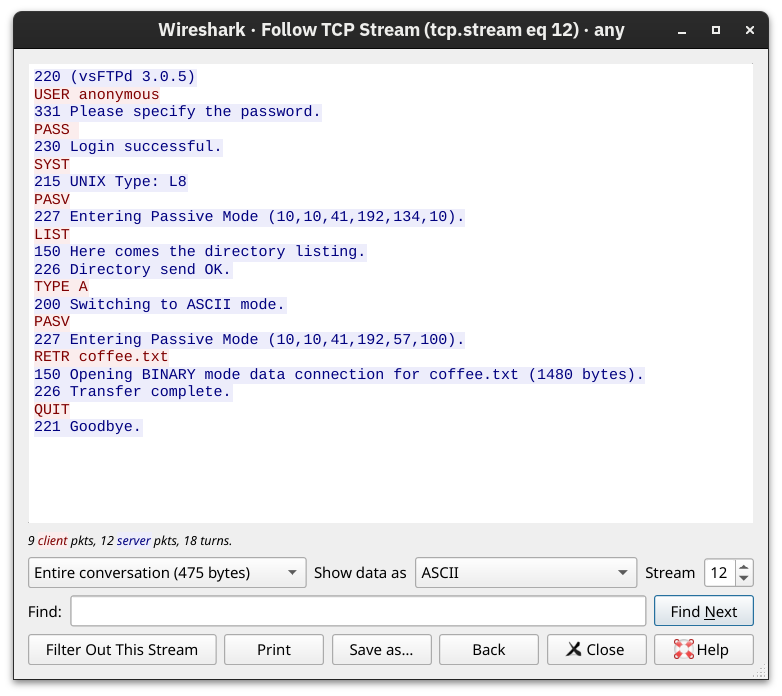 Wireshark · Follow TCP Stream (tcp.stream eq 12) · any
220 (vsFTPd 3.0.5)
USER anonymous
331 Please specify the password.
PASS
230 Login successful.
SYST
215 UNIX Type: L8
PASV
227 Entering Passive Mode (10,10,41,192,134,10).
LIST
150 Here comes the directory listing.
226 Directory send OK.
TYPE A
200 Switching to ASCII mode.
PASV
227 Entering Passive Mode (10,10,41,192,57,100).
RETR coffee.txt
150 Opening BINARY mode data connection for coffee.txt (1480 bytes).
226 Transfer complete.
QUIT
221 Goodbye.
9 client pkts, 12 server pkts, 18 turns.
Entire conversation (475 bytes) Show data as ASCII Stream 12
Find: Find Next
Filter Out This Stream Print Save as... Back Close Help